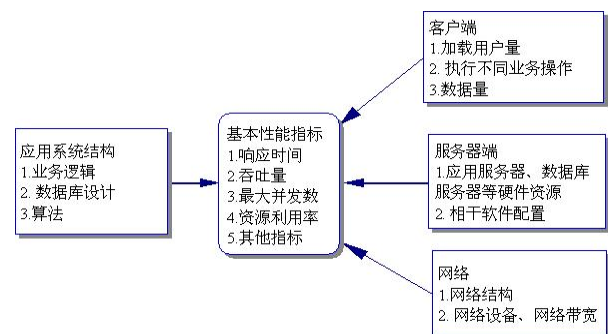 客户端
1.加载用户量
2. 执行不同业务操作
3.数据量
应用系统结构
1.业务逻辑
2. 数据库设计
3.算法
基本性能指标
1.响应时间
2.吞吐量
3.最大并发数
4.资源利用率
5.其他指标
服务器端
1.应用服务器、数据库
服务器等硬件资源
2. 相干软件配置
网络
1.网络结构
2. 网络设备、网络带宽